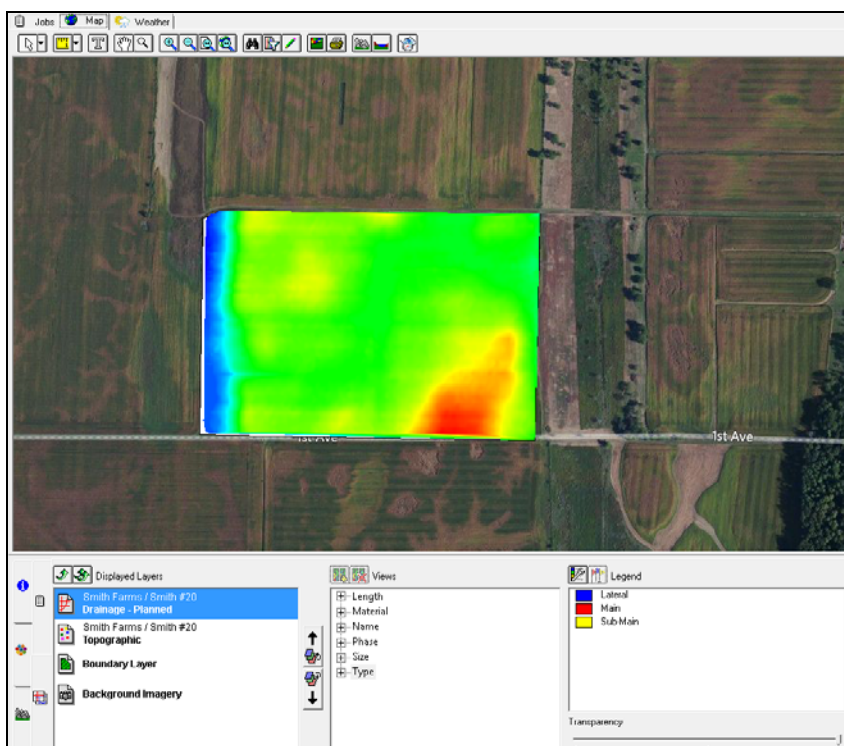 Jobs Map Weather
1st Ave
1st Ave
Displayed Layers
Smith Farms / Smith #20
Drainage - Planned
Smith Farms / Smith #20
Topographic
Boundary Layer
Background Imagery
Views
Length
Material
Name
Phase
Size
Type
Legend
Lateral
Main
Sub-Main
Transparency